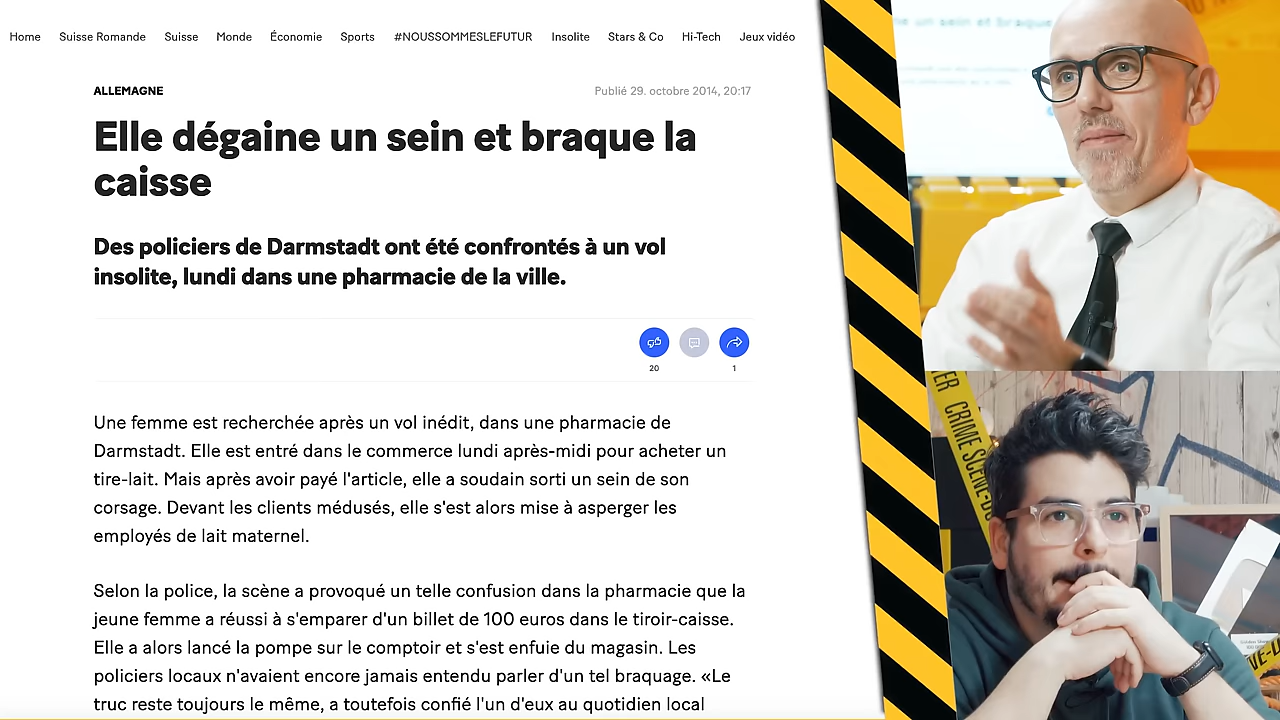 Home Suisse Romande Suisse Monde Économie Sports #NOUSSOMMESLEFUTUR Insolite Stars & Co Hi-Tech Jeux vidéo
ALLEMAGNE
Publié 29. octobre 2014, 20:17
Elle dégaine un sein et braque la
caisse
Des policiers de Darmstadt ont été confrontés à un vol
insolite, lundi dans une pharmacie de la ville.
20
1
Une femme est recherchée après un vol inédit, dans une pharmacie de
Darmstadt. Elle est entré dans le commerce lundi après-midi pour acheter un
tire-lait. Mais après avoir payé l'article, elle a soudain sorti un sein de son
corsage. Devant les clients médusés, elle s'est alors mise à asperger les
employés de lait maternel.
Selon la police, la scène a provoqué un telle confusion dans la pharmacie que la
jeune femme a réussi à s'emparer d'un billet de 100 euros dans le tiroir-caisse.
Elle a alors lancé la pompe sur le comptoir et s'est enfuie du magasin. Les
policiers locaux n'avaient encore jamais entendu parler d'un tel braquage. «Le
truc reste toujours le même, a toutefois confié l'un d'eux au quotidien local
un sein et braque
CRIME SCENE-DO